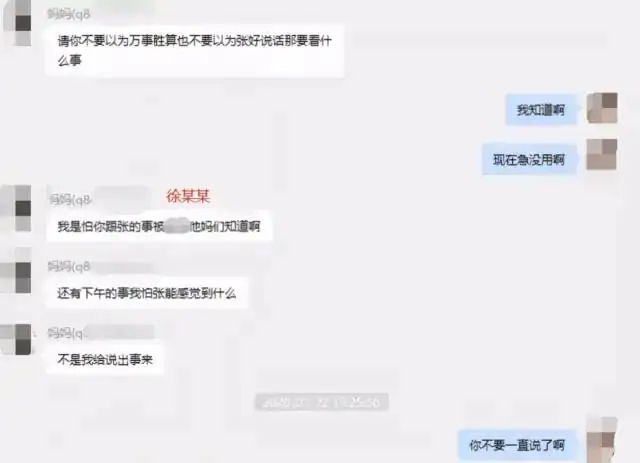 妈妈(q8
请你不要以为万事胜算也不要以为张好说话那要看什
么事
我知道啊
现在急没用啊
妈妈(q8
徐某某
我是怕你跟张的事被 他妈们知道啊
妈妈(q8
还有下午的事我怕张能感觉到什么
妈妈(q8
不是我给说出事来
你不要一直说了啊